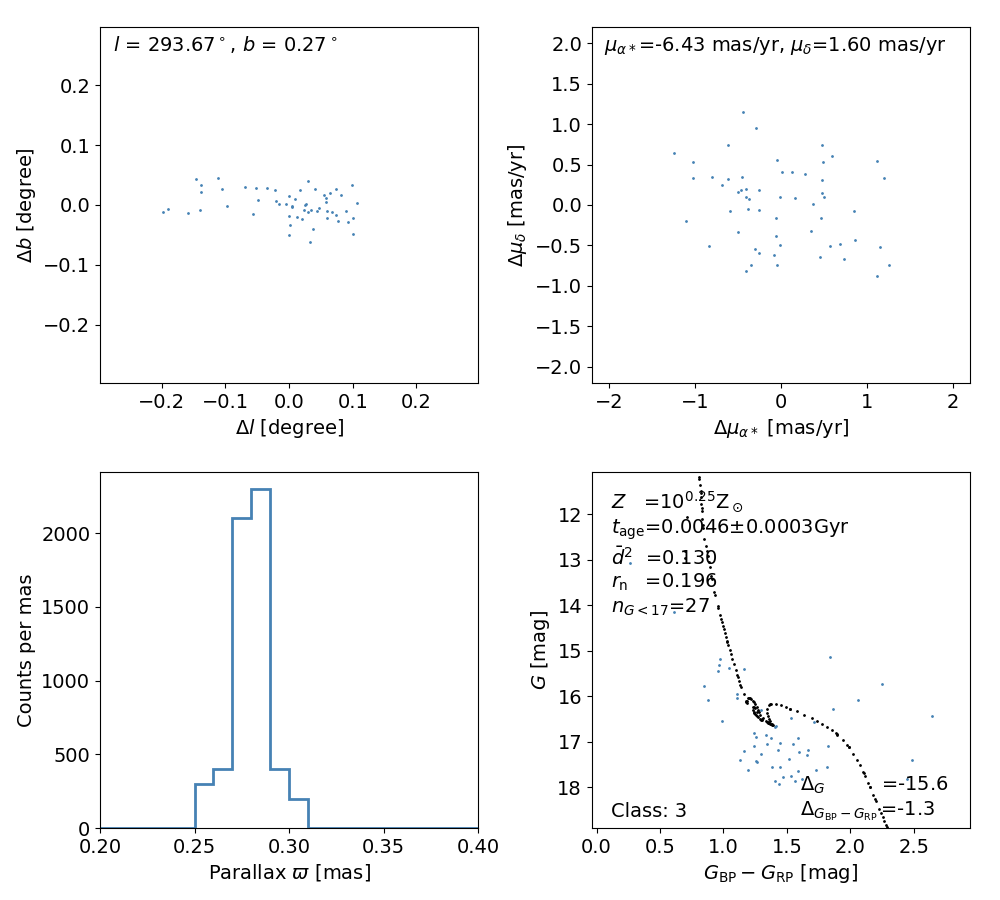 l = 293.67°, b = 0.27°
0.2
0.1
0.0
−0.1
−0.2
Δb [degree]
−0.2 −0.1 0.0 0.1 0.2
Δl [degree]
μα*=-6.43 mas/yr, μδ=1.60 mas/yr
2.0
1.5
1.0
0.5
0.0
−0.5
−1.0
−1.5
−2.0
Δμδ [mas/yr]
−2 −1 0 1 2
Δμα* [mas/yr]
2000
1500
1000
500
0
Counts per mas
0.20 0.25 0.30 0.35 0.40
Parallax ϖ [mas]
Z =10^0.25 Z⊙
t_age=0.0046±0.0003Gyr
d̄² =0.130
r_n =0.196
n_G<17=27
12
13
14
15
16
17
18
G [mag]
Δ_G =-15.6
Δ_GBP−GRP=-1.3
Class: 3
0.0 0.5 1.0 1.5 2.0 2.5
G_BP − G_RP [mag]